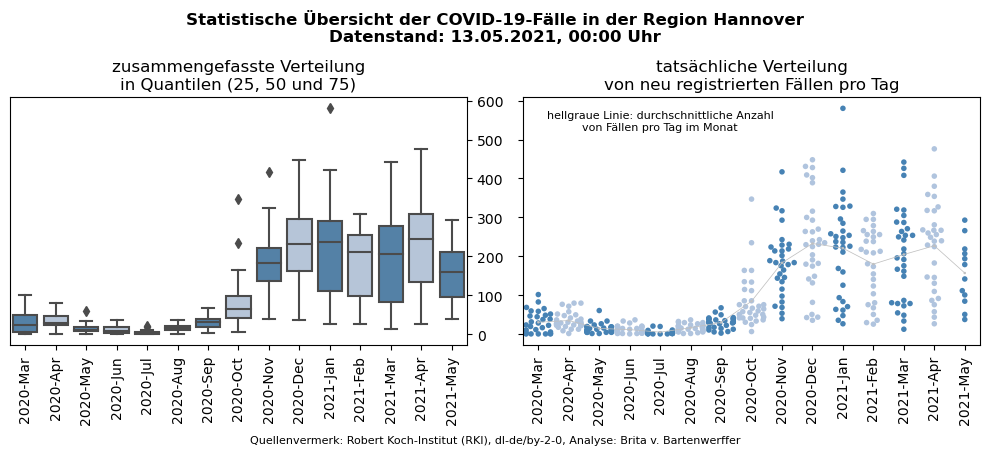 Statistische Übersicht der COVID-19-Fälle in der Region Hannover
Datenstand: 13.05.2021, 00:00 Uhr
zusammengefasste Verteilung
in Quantilen (25, 50 und 75)
tatsächliche Verteilung
von neu registrierten Fällen pro Tag
hellgraue Linie: durchschnittliche Anzahl
von Fällen pro Tag im Monat
600
500
400
300
200
100
0
2020-Mar
2020-Apr
2020-May
2020-Jun
2020-Jul
2020-Aug
2020-Sep
2020-Oct
2020-Nov
2020-Dec
2021-Jan
2021-Feb
2021-Mar
2021-Apr
2021-May
2020-Mar
2020-Apr
2020-May
2020-Jun
2020-Jul
2020-Aug
2020-Sep
2020-Oct
2020-Nov
2020-Dec
2021-Jan
2021-Feb
2021-Mar
2021-Apr
2021-May
Quellenvermerk: Robert Koch-Institut (RKI), dl-de/by-2-0, Analyse: Brita v. Bartenwerffer